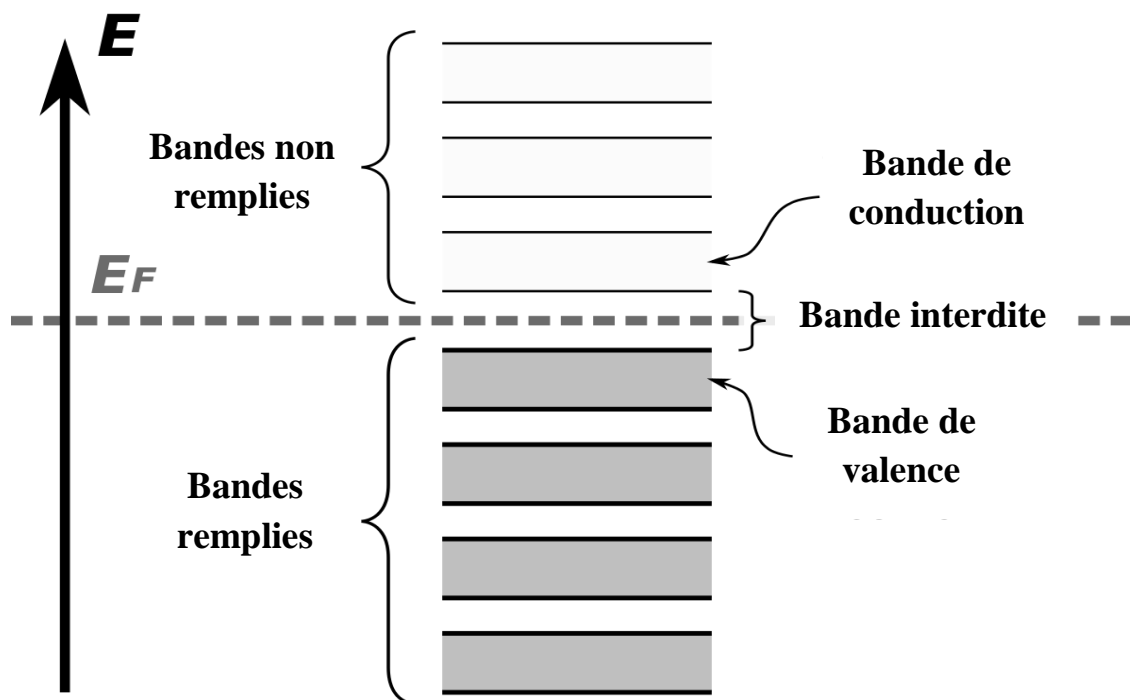 E
Bandes non
remplies
Bande de
conduction
EF
Bande interdite
Bande de
valence
Bandes
remplies